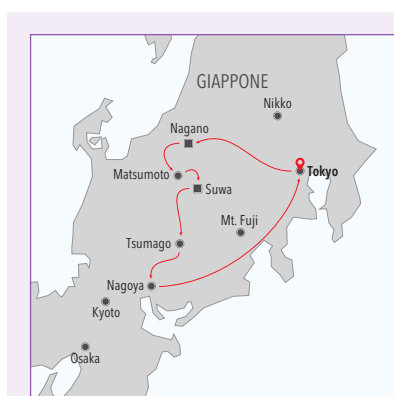 GIAPPONE
Nikko
Nagano
Matsumoto
Tokyo
Suwa
Mt. Fuji
Tsumago
Nagoya
Kyoto
Osaka